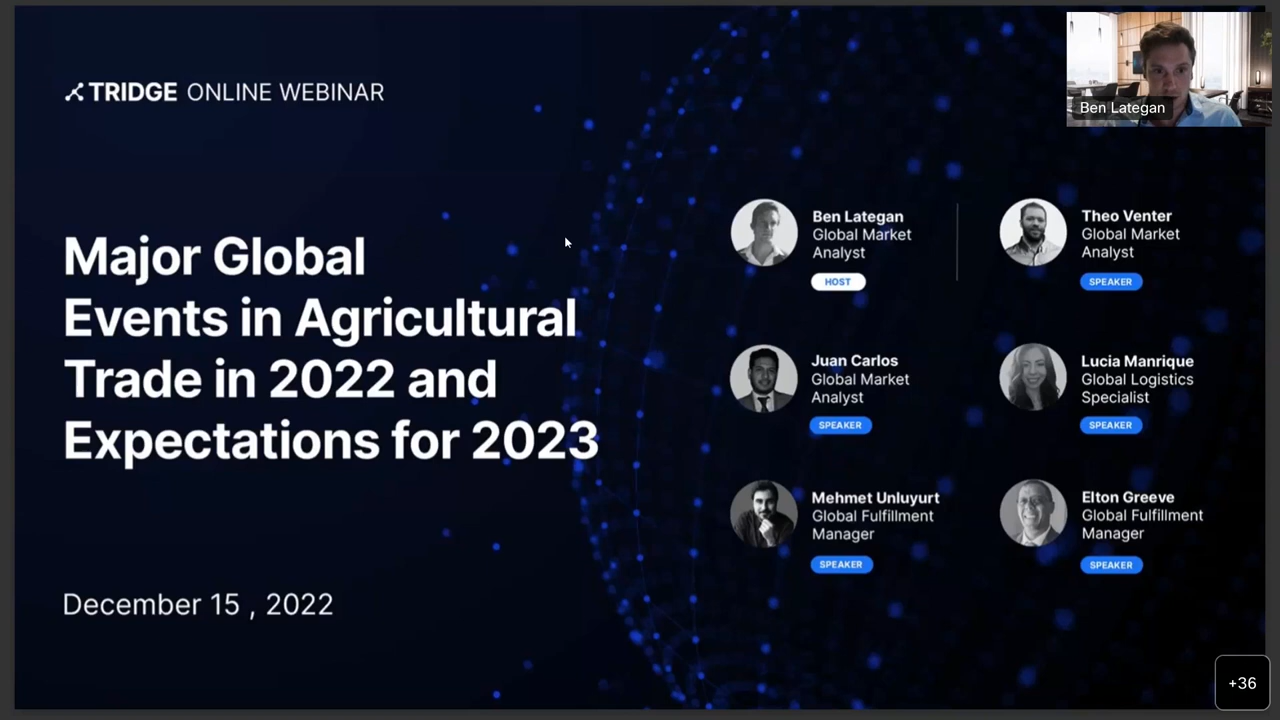 TRIDGE ONLINE WEBINAR
Ben Lategan
Major Global
Events in Agricultural
Trade in 2022 and
Expectations for 2023
December 15 , 2022
Ben Lategan
Global Market
Analyst
HOST
Theo Venter
Global Market
Analyst
SPEAKER
Juan Carlos
Global Market
Analyst
SPEAKER
Lucia Manrique
Global Logistics
Specialist
SPEAKER
Mehmet Unluyurt
Global Fulfillment
Manager
SPEAKER
Elton Greeve
Global Fulfillment
Manager
SPEAKER
+36